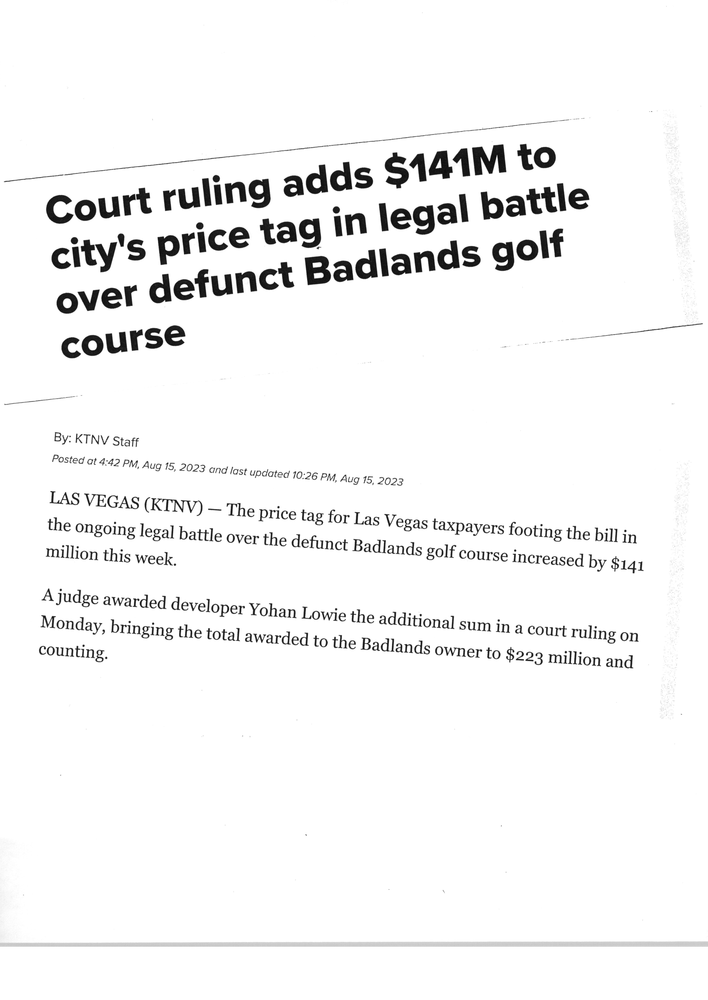 Court ruling adds $141M to
city's price tag in legal battle
over defunct Badlands golf
course
By: KTNV Staff
Posted at 4:42 PM, Aug 15, 2023 and last updated 10:26 PM, Aug 15, 2023
LAS VEGAS (KTNV) — The price tag for Las Vegas taxpayers footing the bill in
the ongoing legal battle over the defunct Badlands golf course increased by $141
million this week.
A judge awarded developer Yohan Lowie the additional sum in a court ruling on
Monday, bringing the total awarded to the Badlands owner to $223 million and
counting.